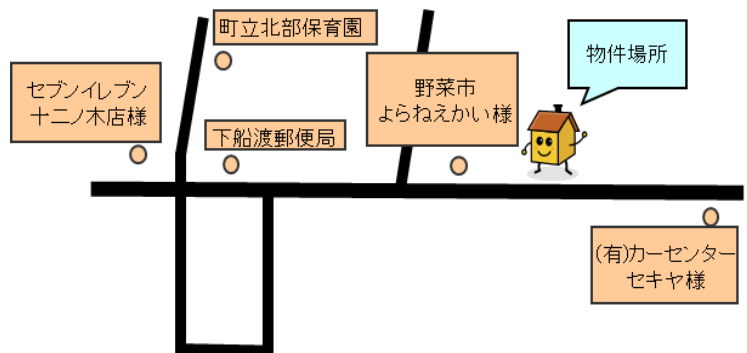 町立北部保育園
物件場所
セブンイレブン
十二ノ木店様
野菜市
よらねえかい様
下船渡郵便局
(有)カーセンター
セキヤ様